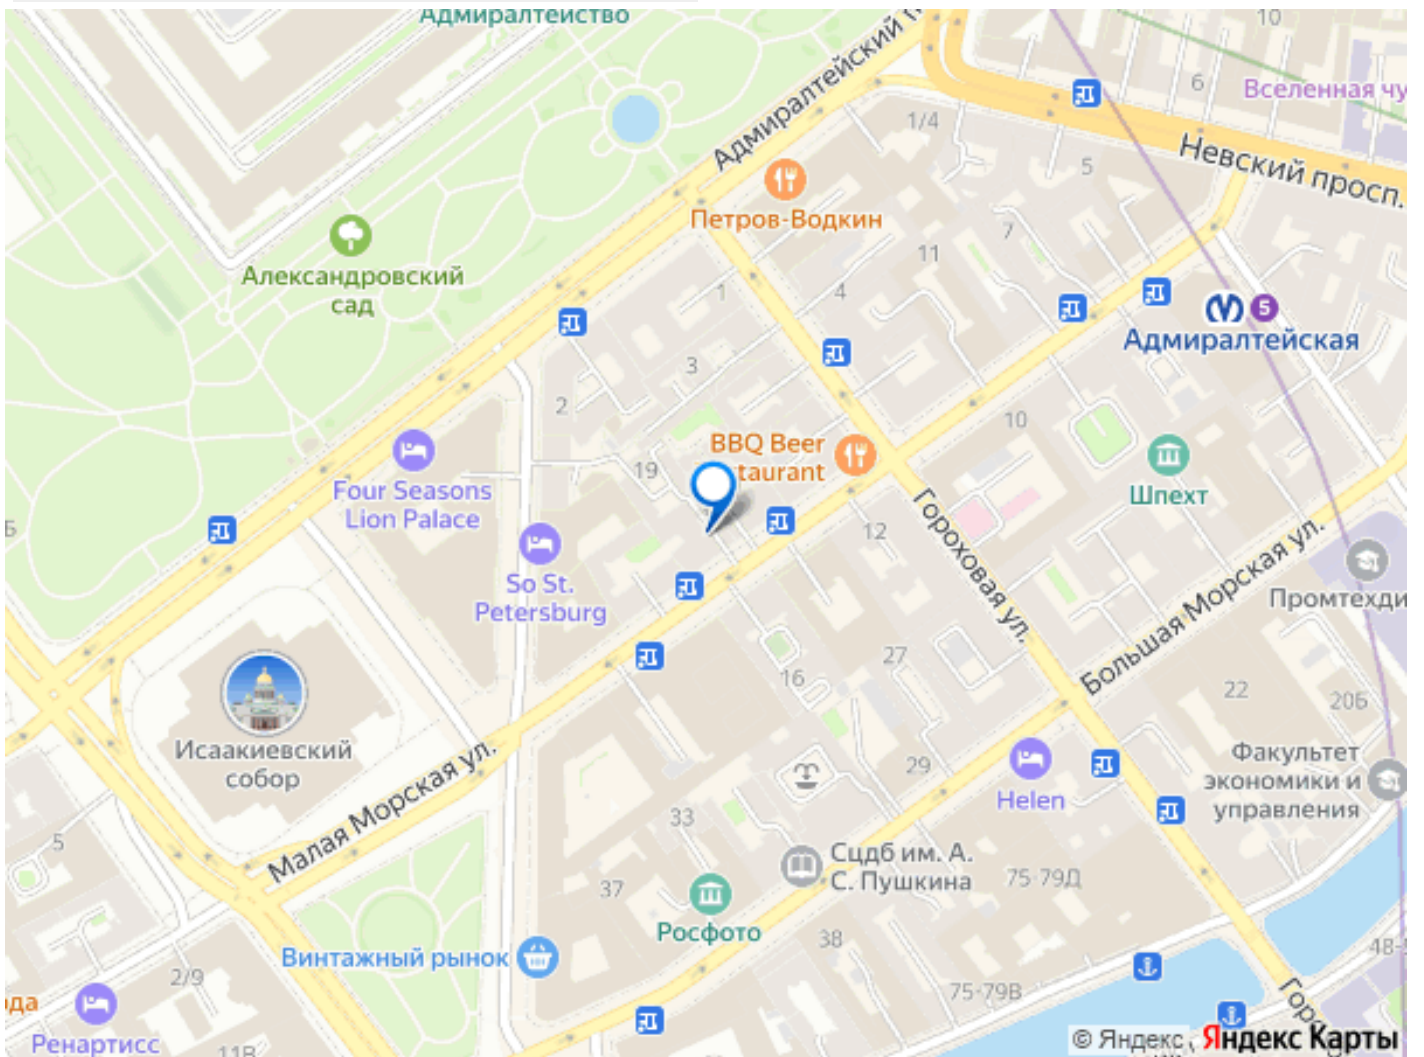 Адмиралтейство
10
6
Вселенная чу
Адмиралтейский п
1/4
5
Невский просп.
Петров-Водкин
7
11
Александровский
сад
1
4
5
Адмиралтейская
3
2
10
BBQ Beer
taurant
19
Four Seasons
Lion Palace
Шпехт
Б
12
Гороховая ул.
So St.
Petersburg
Большая Морская ул.
Промтехди
27
16
22
20Б
Исаакиевский
собор
29
Факультет
экономики и
управления
Малая Морская ул.
Helen
33
5
Сцдб им. А.
С. Пушкина
75-79Д
37
Росфото
38
48-
Винтажный рынок
2/9
75-79В
Горо
да
Ренартисс
11В
© Яндекс
Яндекс Карты